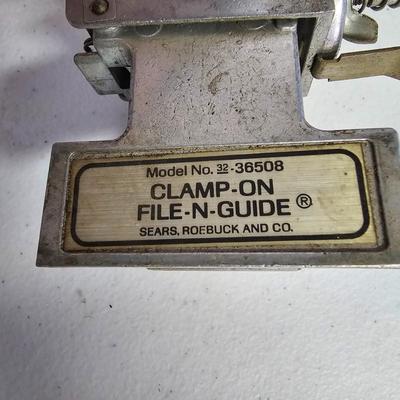 Model No. 32-36508
CLAMP-ON
FILE-N-GUIDE ®
SEARS, ROEBUCK AND CO.